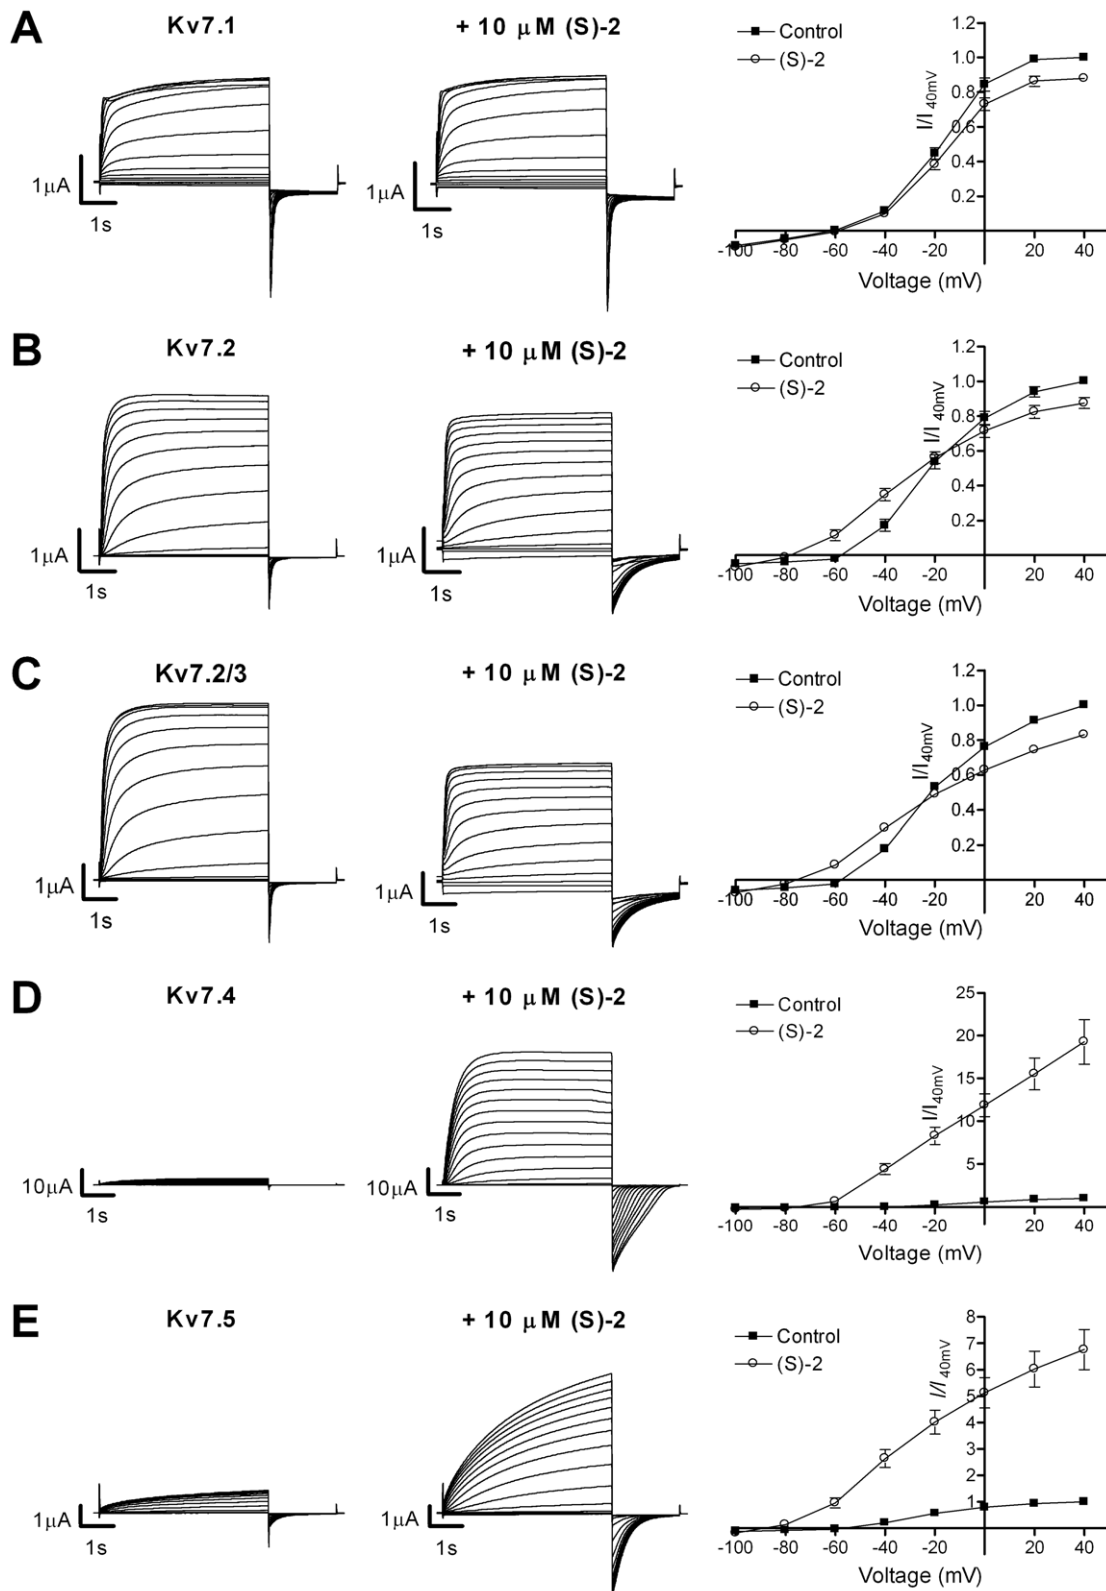 A
Kv7.1
+ 10 μM (S)-2
1μA
1s
1μA
1s
Control
(S)-2
I/I40mV
1.2
1.0
0.8
0.6
0.4
0.2
-100 -80 -60 -40 -20 20 40
Voltage (mV)
B
Kv7.2
+ 10 μM (S)-2
1μA
1s
1μA
1s
Control
(S)-2
I/I40mV
1.2
1.0
0.8
0.6
0.4
0.2
-100 -80 -60 -40 -20 20 40
Voltage (mV)
C
Kv7.2/3
+ 10 μM (S)-2
1μA
1s
1μA
1s
Control
(S)-2
I/I40mV
1.2
1.0
0.8
0.6
0.4
0.2
-100 -80 -60 -40 -20 20 40
Voltage (mV)
D
Kv7.4
+ 10 μM (S)-2
10μA
1s
10μA
1s
Control
(S)-2
I/I40mV
25
20
15
10
5
-100 -80 -60 -40 -20 20 40
Voltage (mV)
E
Kv7.5
+ 10 μM (S)-2
1μA
1s
1μA
1s
Control
(S)-2
I/I40mV
8
7
6
5
4
3
2
1
-100 -80 -60 -40 -20 20 40
Voltage (mV)